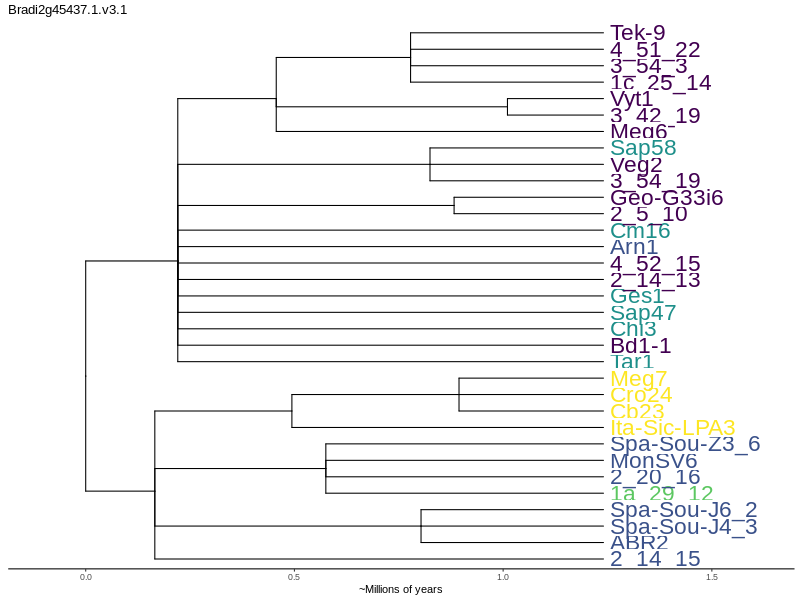 Bradi2g45437.1.v3.1
Tek-9
4_51_22
3_54_3
1c_25_14
Vyt1
3_42_19
Meg6
Sap58
Veg2
3_54_19
Geo-G33i6
2_5_10
Cm16
Arn1
4_52_15
2_14_13
Ges1
Sap47
Chi3
Bd1-1
Tar1
Meg7
Cro24
Cb23
Ita-Sic-LPA3
Spa-Sou-Z3_6
MonSV6
2_20_16
1a_29_12
Spa-Sou-J6_2
Spa-Sou-J4_3
ABR2
2_14_15
0.0 0.5 1.0 1.5
~Millions of years